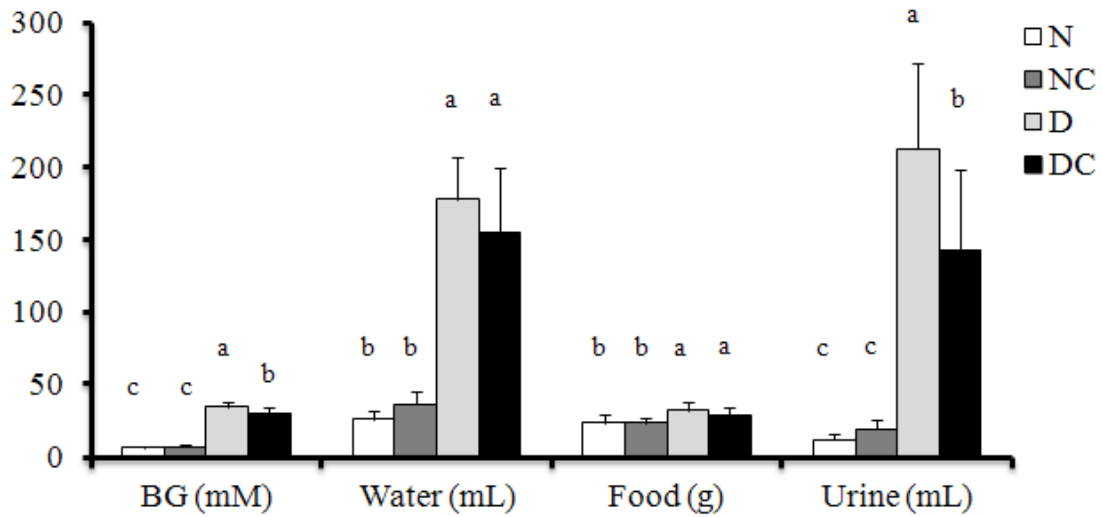 300
250
200
150
100
50
0
c c a b
b b a a
b b a a
c c a b
BG (mM) Water (mL) Food (g) Urine (mL)
N
NC
D
DC